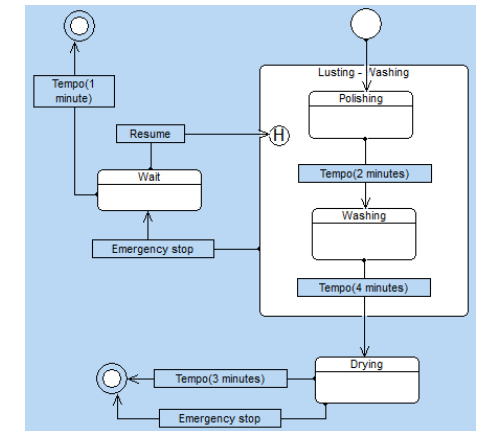 Lusting - Washing
Polishing
Tempo(1
minute)
Resume
H
Tempo(2 minutes)
Wait
Washing
Emergency stop
Tempo(4 minutes)
Drying
Tempo(3 minutes)
Emergency stop